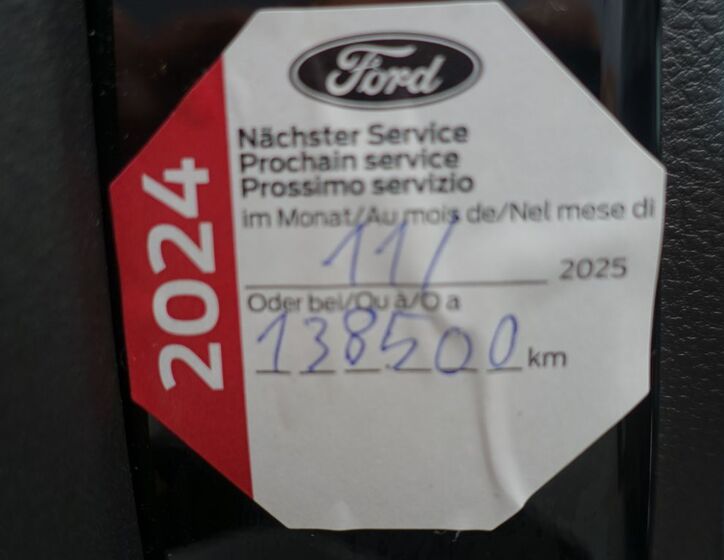 Ford
2024
Nächster Service
Prochain service
Prossimo servizio
im Monat/Au mois de/Nel mese di
11/ 2025
Oder bei/Ou à/O a
138500 km